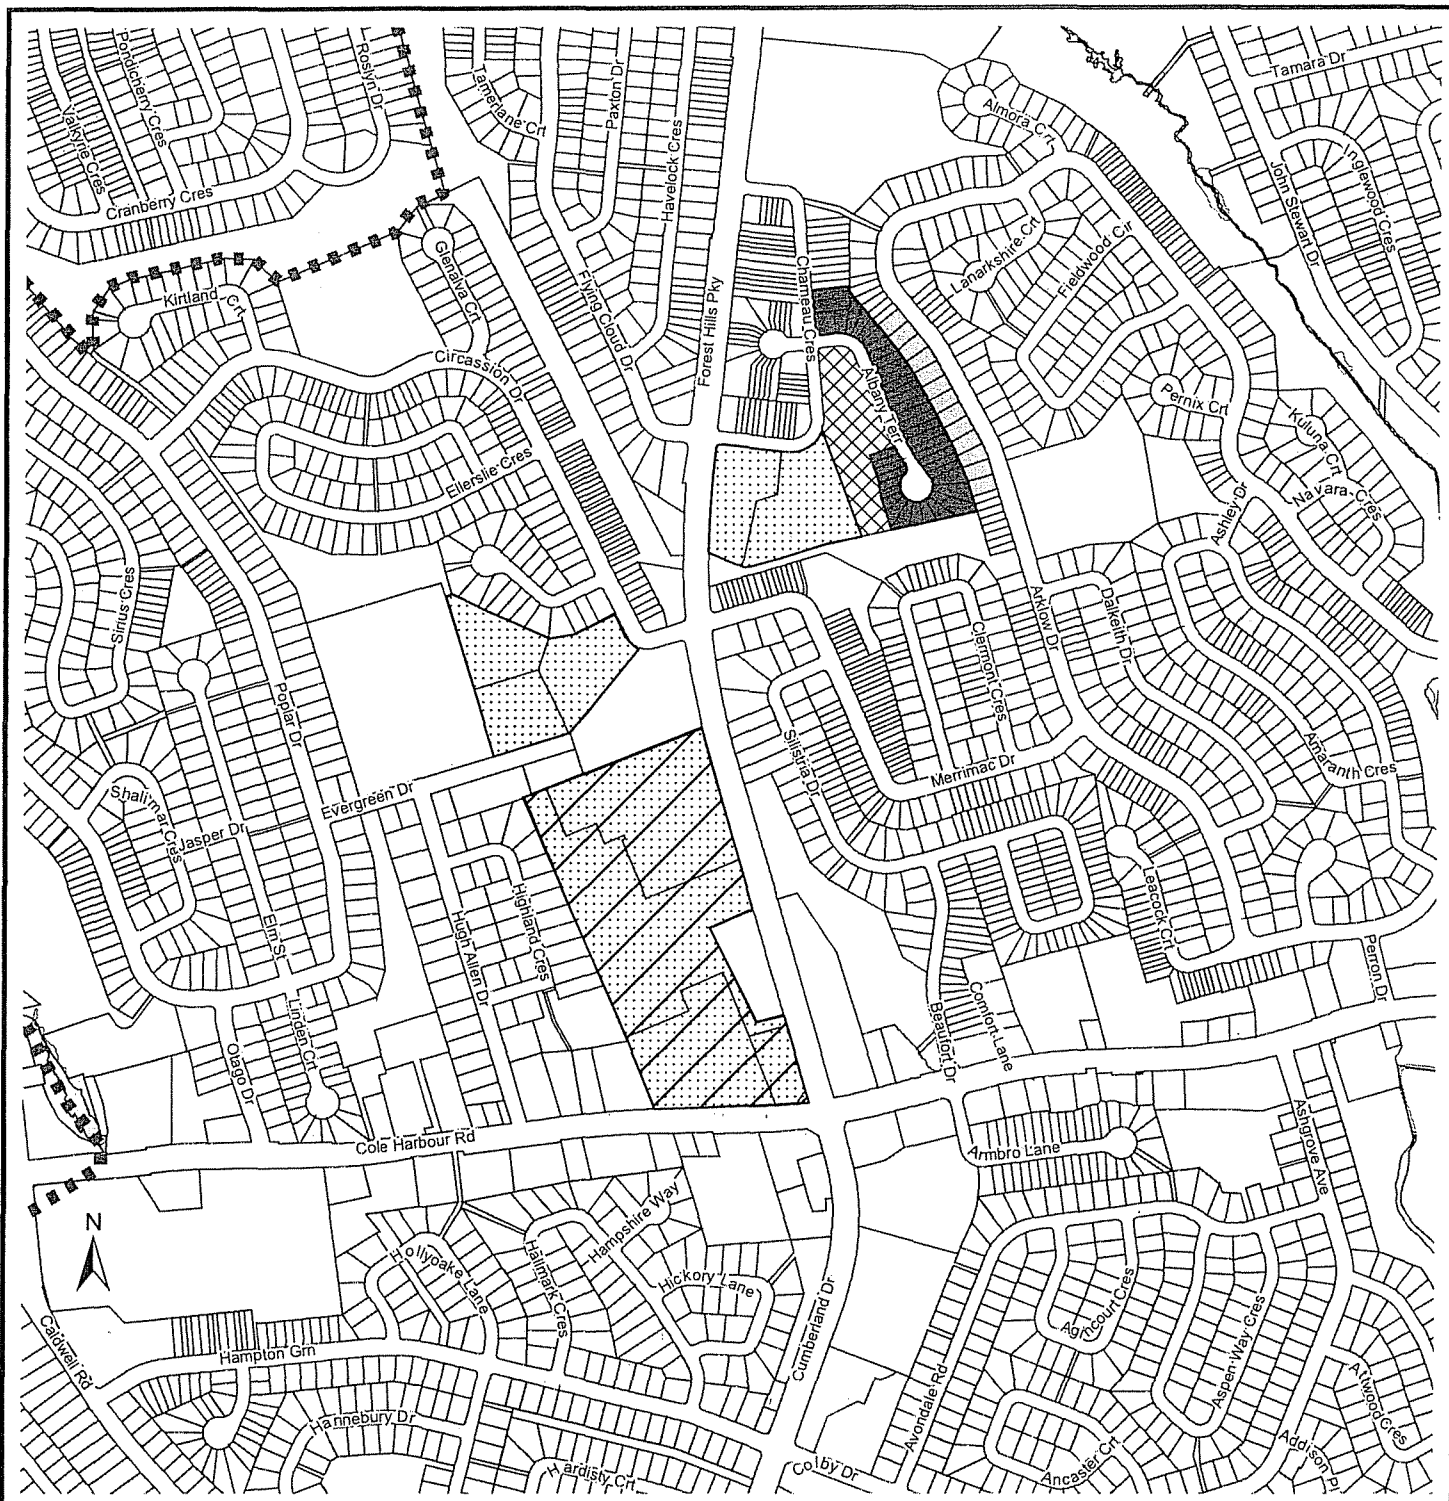 Valkyrie Cres
Pondicherry Cres
Roslyn Dr
Cranberry Cres
Tamerlane Crt
Paxton Dr
Havelock Cres
Forest Hills Pky
Almora Crt
Tamara Dr
Inglewood Cres
John Stewart Dr
Lanarkshire Crt
Fieldwood Cir
Glenalva Crt
Kirtland Crt
Flying Cloud Dr
Chameau Cres
Albany Terr
Circassion Dr
Ellerslie Cres
Pernix Crt
Kuluna Crt
Navara Cres
Ashley Dr
Sirius Cres
Poplar Dr
Arklow Dr
Dalkeith Dr
Clermont Cres
Silistria Dr
Merrimac Dr
Amaranth Cres
Evergreen Dr
Shalimar Cres
Jasper Dr
Elm St
Hugh Allen Dr
Highland Cres
Leacock Crt
Perron Dr
Linden Crt
Otago Dr
Beaufort Dr
Comfort Lane
Cole Harbour Rd
Armbro Lane
Ashgrove Ave
N
Hampshire Way
Hollyoake Lane
Hallmark Cres
Hickory Lane
Cumberland Dr
Agincourt Cres
Aspen Way Cres
Caldwell Rd
Hampton Grn
Avondale Rd
Attwood Cres
Hannebury Dr
Hardisty Crt
Colby Dr
Ancaster Crt
Addison Pl